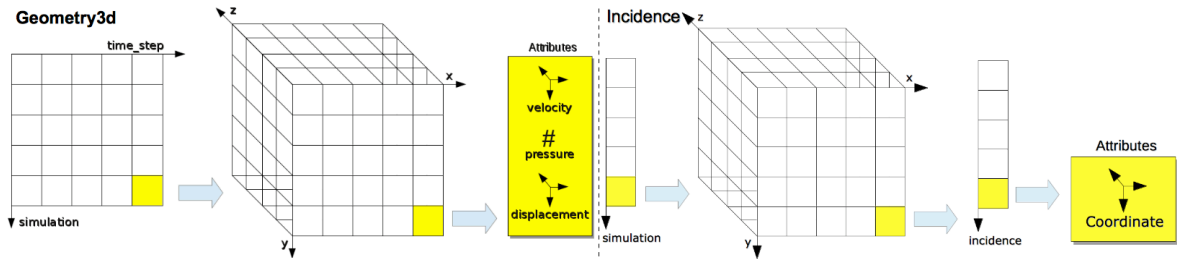 Geometry3d
time_step
simulation
z
x
y
Attributes
velocity
#
pressure
displacement
Incidence
simulation
z
x
y
incidence
Attributes
Coordinate